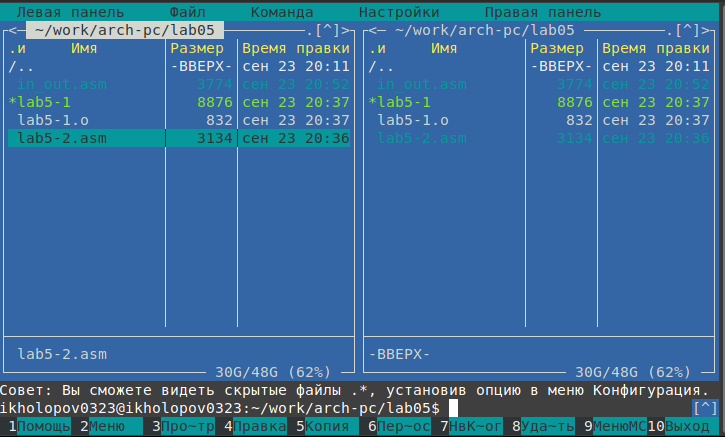 Левая панель Файл Команда Настройки Правая панель
<— ~/work/arch-pc/lab05 .[^]> <— ~/work/arch-pc/lab05 .[^]>
.и Имя Размер Время правки .и Имя Размер Время правки
/.. -ВВЕРХ- сен 23 20:11 /.. -ВВЕРХ- сен 23 20:11
in_out.asm 3774 сен 23 20:52 in_out.asm 3774 сен 23 20:52
*lab5-1 8876 сен 23 20:37 *lab5-1 8876 сен 23 20:37
lab5-1.o 832 сен 23 20:37 lab5-1.o 832 сен 23 20:37
lab5-2.asm 3134 сен 23 20:36 lab5-2.asm 3134 сен 23 20:36
lab5-2.asm -ВВЕРХ-
30G/48G (62%) 30G/48G (62%)
Совет: Вы сможете видеть скрытые файлы .*, установив опцию в меню Конфигурация.
ikholopov0323@ikholopov0323:~/work/arch-pc/lab05$ [^]
1Помощь 2Меню 3Про~тр 4Правка 5Копия 6Пер~ос 7НвК~ог 8Уда~ть 9МенюМС 10Выход